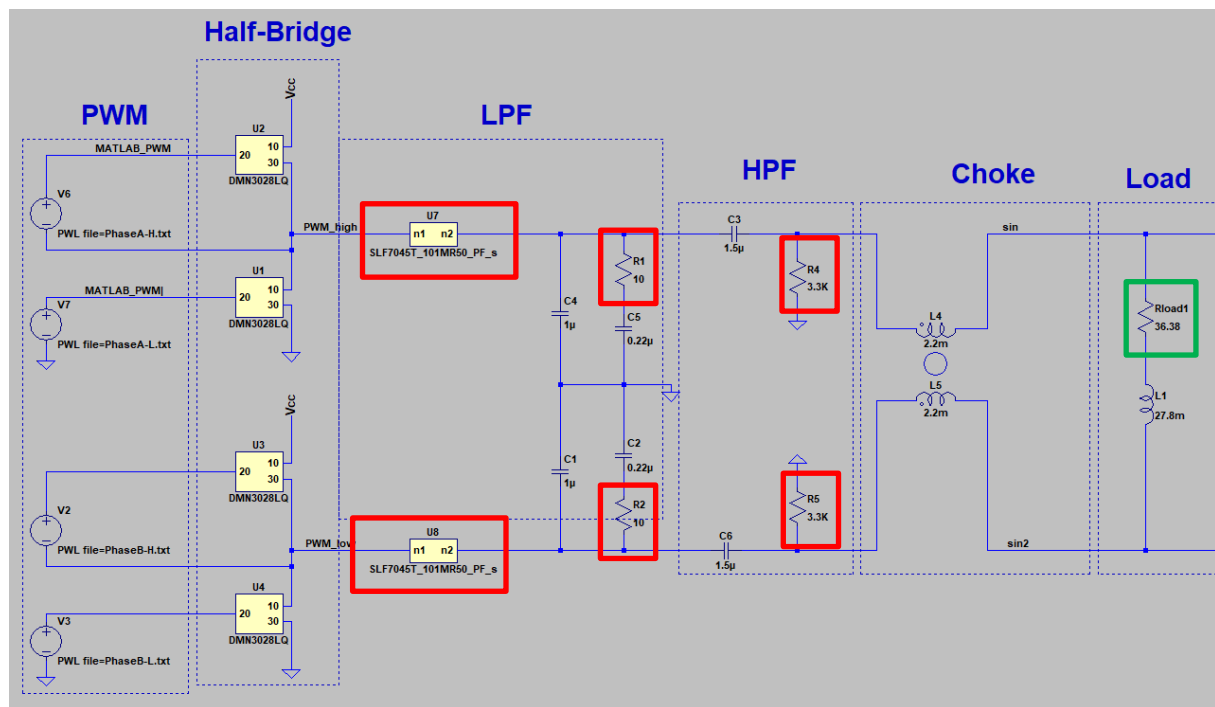 Half-Bridge
PWM
LPF
HPF
Choke
Load
Vcc
U2
10
20
30
DMN3028LQ
MATLAB_PWM
V6
PWL file=PhaseA-H.txt
U1
10
20
30
DMN3028LQ
MATLAB_PWM|
V7
PWL file=PhaseA-L.txt
PWM_high
U7
n1 n2
SLF7045T_101MR50_PF_s
C4
1µ
R1
10
C5
0.22µ
C3
1.5µ
R4
3.3K
L4
2.2m
L5
2.2m
sin
Rload1
36.38
L1
27.8m
Vcc
U3
10
20
30
DMN3028LQ
V2
PWL file=PhaseB-H.txt
U4
10
20
30
DMN3028LQ
V3
PWL file=PhaseB-L.txt
PWM_low
U8
n1 n2
SLF7045T_101MR50_PF_s
C1
1µ
C2
0.22µ
R2
10
C6
1.5µ
R5
3.3K
sin2